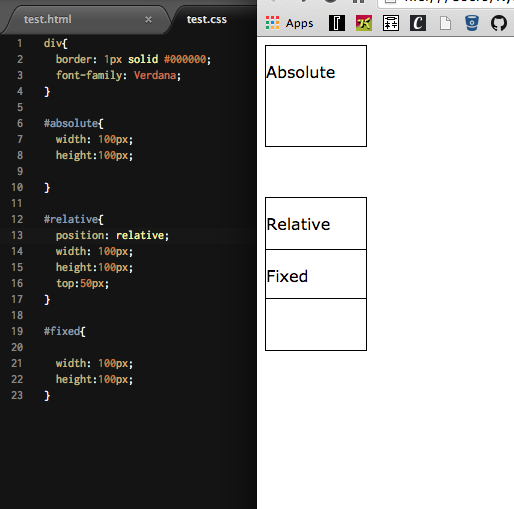 test.html × test.css
1 div{
2 border: 1px solid #000000;
3 font-family: Verdana;
4 }
5
6 #absolute{
7 width: 100px;
8 height:100px;
9
10 }
11
12 #relative{
13 position: relative;
14 width: 100px;
15 height:100px;
16 top:50px;
17 }
18
19 #fixed{
20
21 width: 100px;
22 height:100px;
23 }
Apps
Absolute
Relative
Fixed